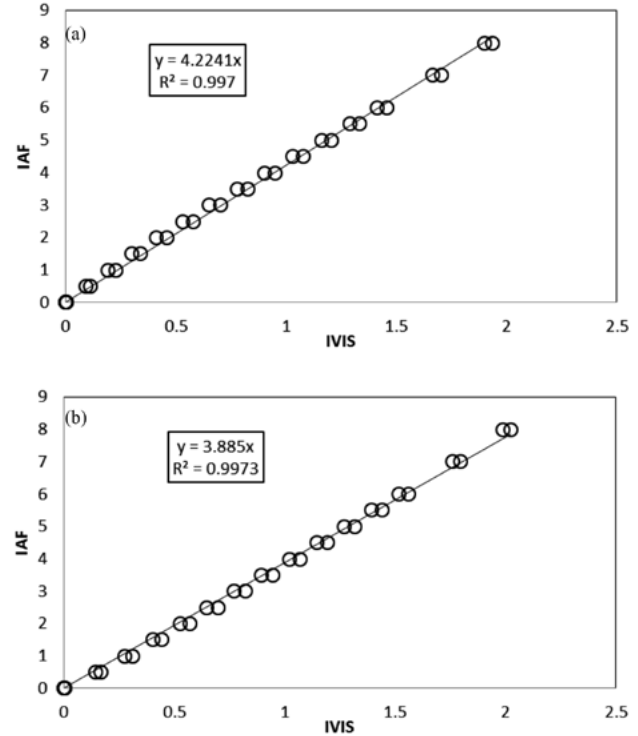 (a)
y = 4.2241x
R² = 0.997
IAF
9
8
7
6
5
4
3
2
1
0
0 0.5 1 1.5 2 2.5
IVIS
(b)
y = 3.885x
R² = 0.9973
IAF
9
8
7
6
5
4
3
2
1
0
0 0.5 1 1.5 2 2.5
IVIS